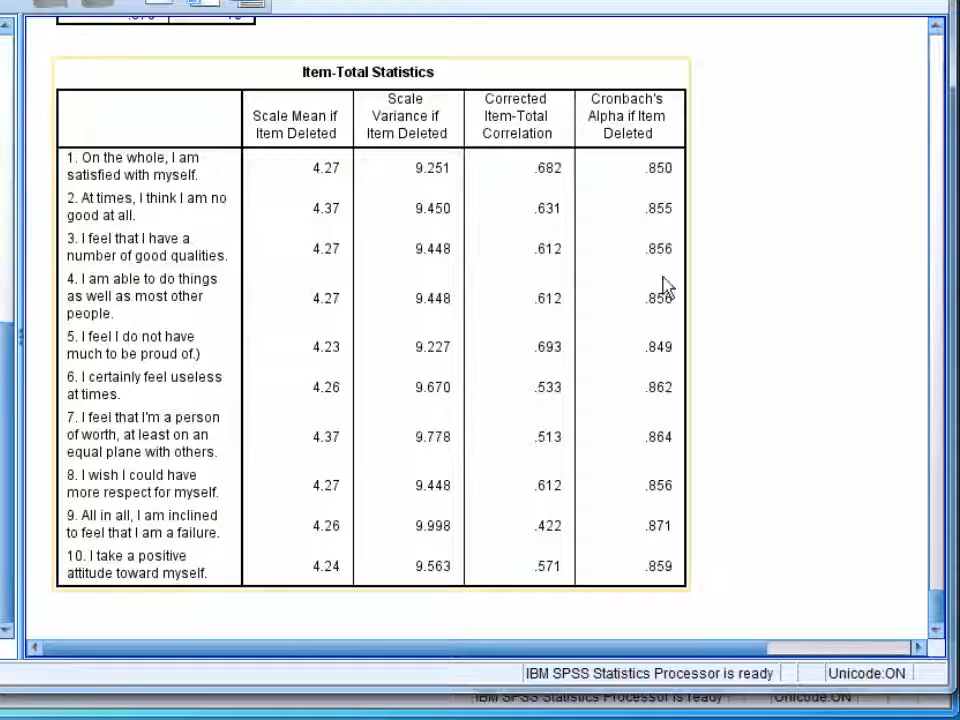 Item-Total Statistics
Scale Mean if Item Deleted
Scale Variance if Item Deleted
Corrected Item-Total Correlation
Cronbach's Alpha if Item Deleted
1. On the whole, I am
satisfied with myself.
4.27 9.251 .682 .850
2. At times, I think I am no
good at all.
4.37 9.450 .631 .855
3. I feel that I have a
number of good qualities.
4.27 9.448 .612 .856
4. I am able to do things
as well as most other
people.
4.27 9.448 .612 .856
5. I feel I do not have
much to be proud of.)
4.23 9.227 .693 .849
6. I certainly feel useless
at times.
4.26 9.670 .533 .862
7. I feel that I'm a person
of worth, at least on an
equal plane with others.
4.37 9.778 .513 .864
8. I wish I could have
more respect for myself.
4.27 9.448 .612 .856
9. All in all, I am inclined
to feel that I am a failure.
4.26 9.998 .422 .871
10. I take a positive
attitude toward myself.
4.24 9.563 .571 .859
IBM SPSS Statistics Processor is ready Unicode:ON
IBM SPSS Statistics Processor is ready Unicode:ON